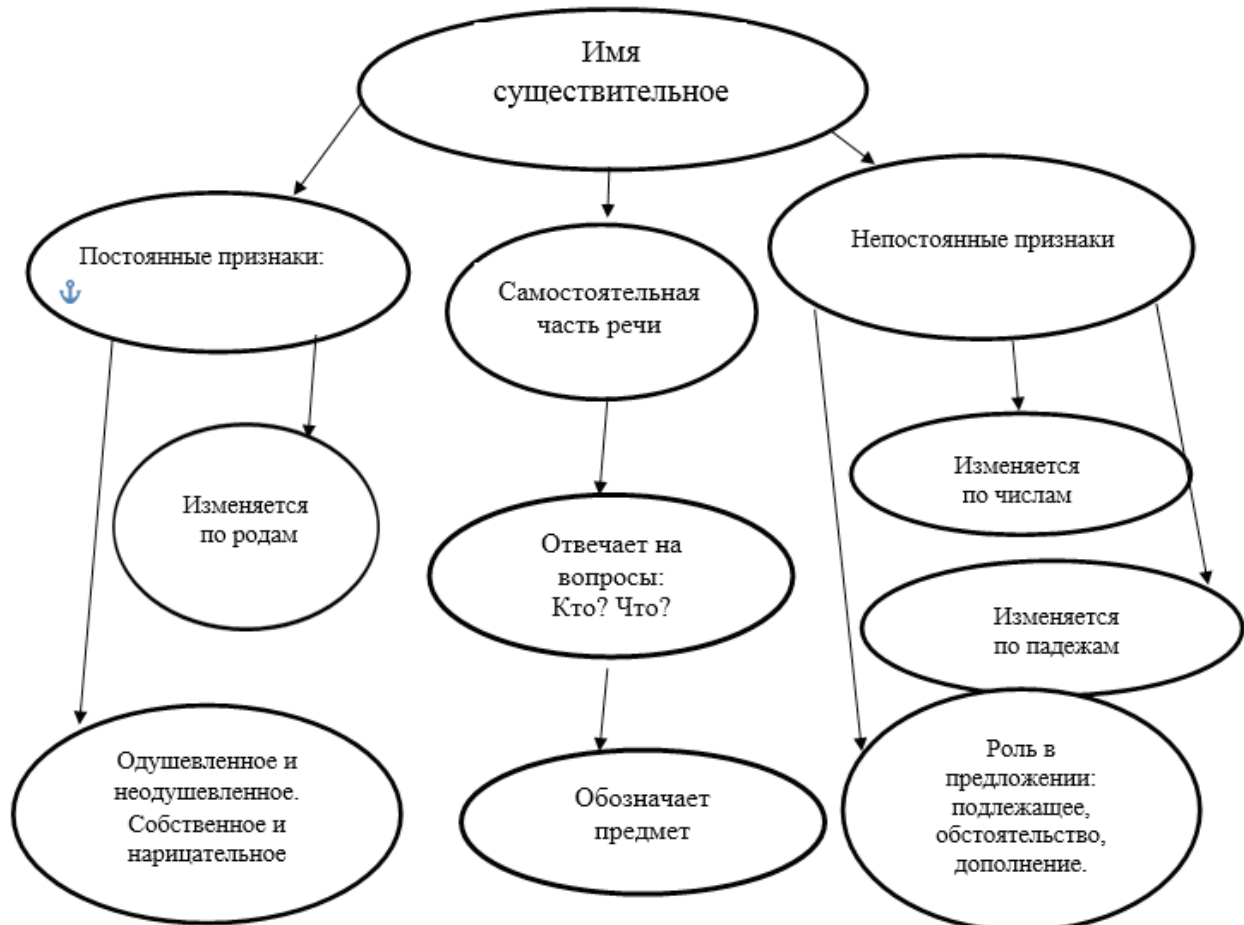 Имя
существительное
Постоянные признаки:
Самостоятельная
часть речи
Непостоянные признаки
Изменяется
по родам
Отвечает на
вопросы:
Кто? Что?
Изменяется
по числам
Изменяется
по падежам
Одушевленное и
неодушевленное.
Собственное и
нарицательное
Обозначает
предмет
Роль в
предложении:
подлежащее,
обстоятельство,
дополнение.